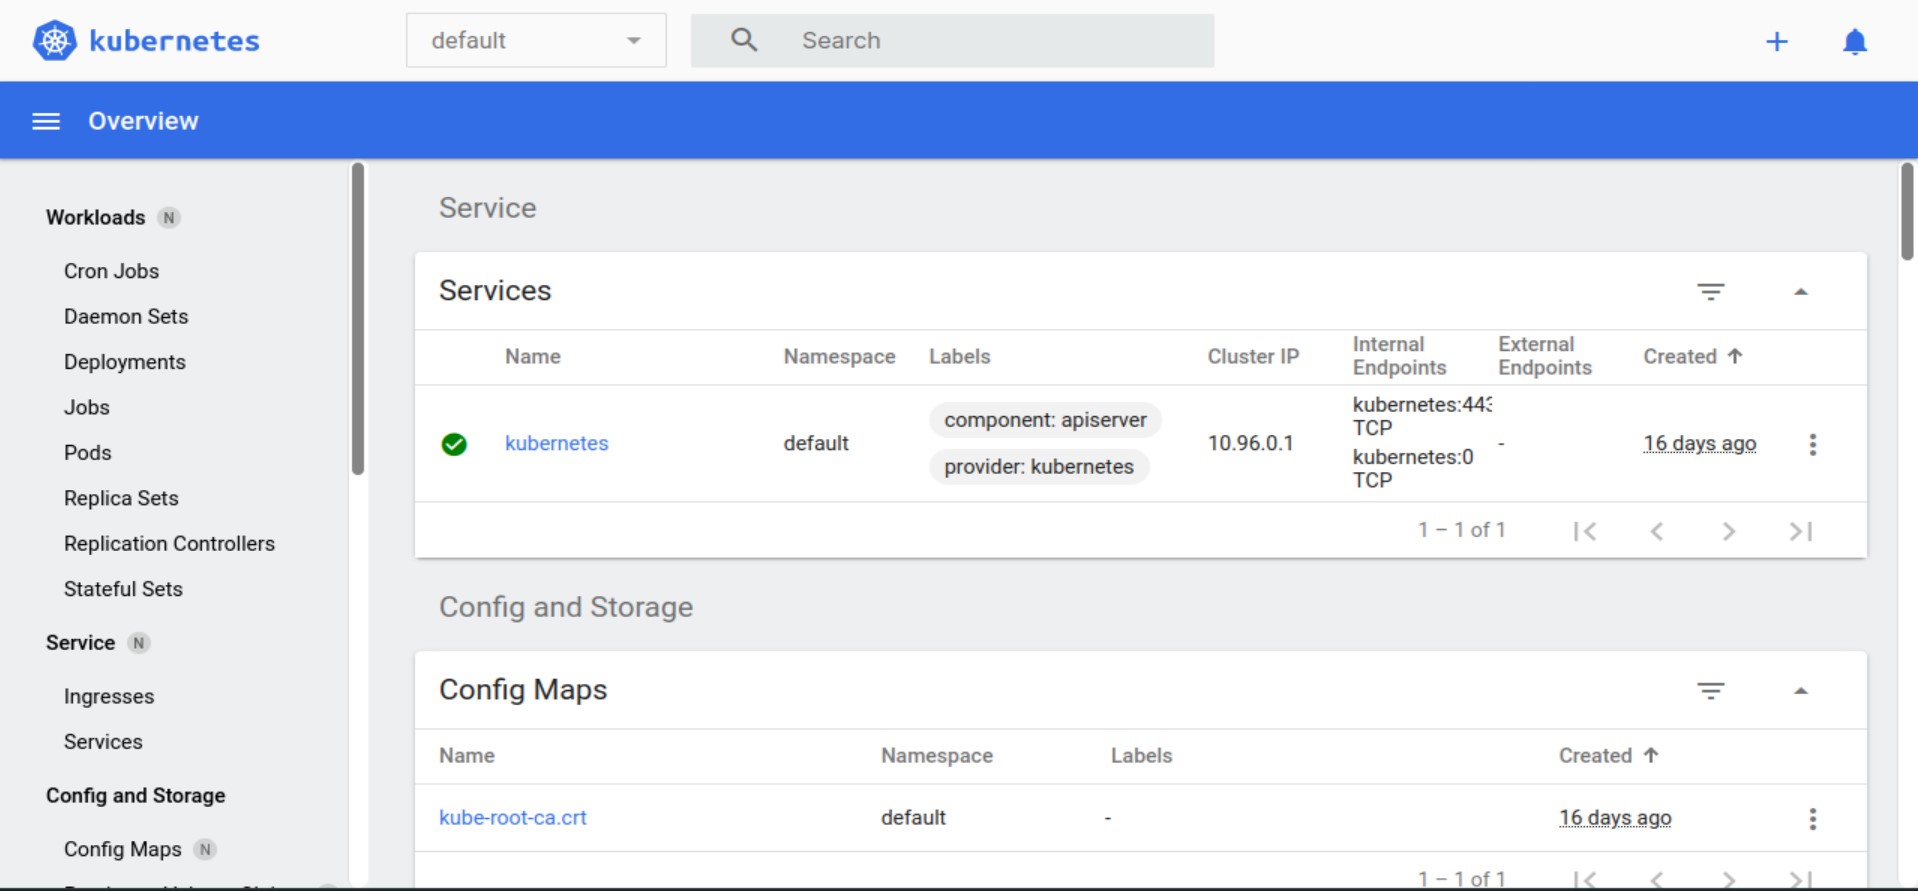 kubernetes
default
Search
Overview
Workloads N
Cron Jobs
Daemon Sets
Deployments
Jobs
Pods
Replica Sets
Replication Controllers
Stateful Sets
Service N
Ingresses
Services
Config and Storage
Config Maps N
Service
Services
Name Namespace Labels Cluster IP Internal Endpoints External Endpoints Created
kubernetes default component: apiserver provider: kubernetes 10.96.0.1 kubernetes:443 TCP kubernetes:0 TCP - 16 days ago
1 – 1 of 1
Config and Storage
Config Maps
Name Namespace Labels Created
kube-root-ca.crt default - 16 days ago
1 – 1 of 1